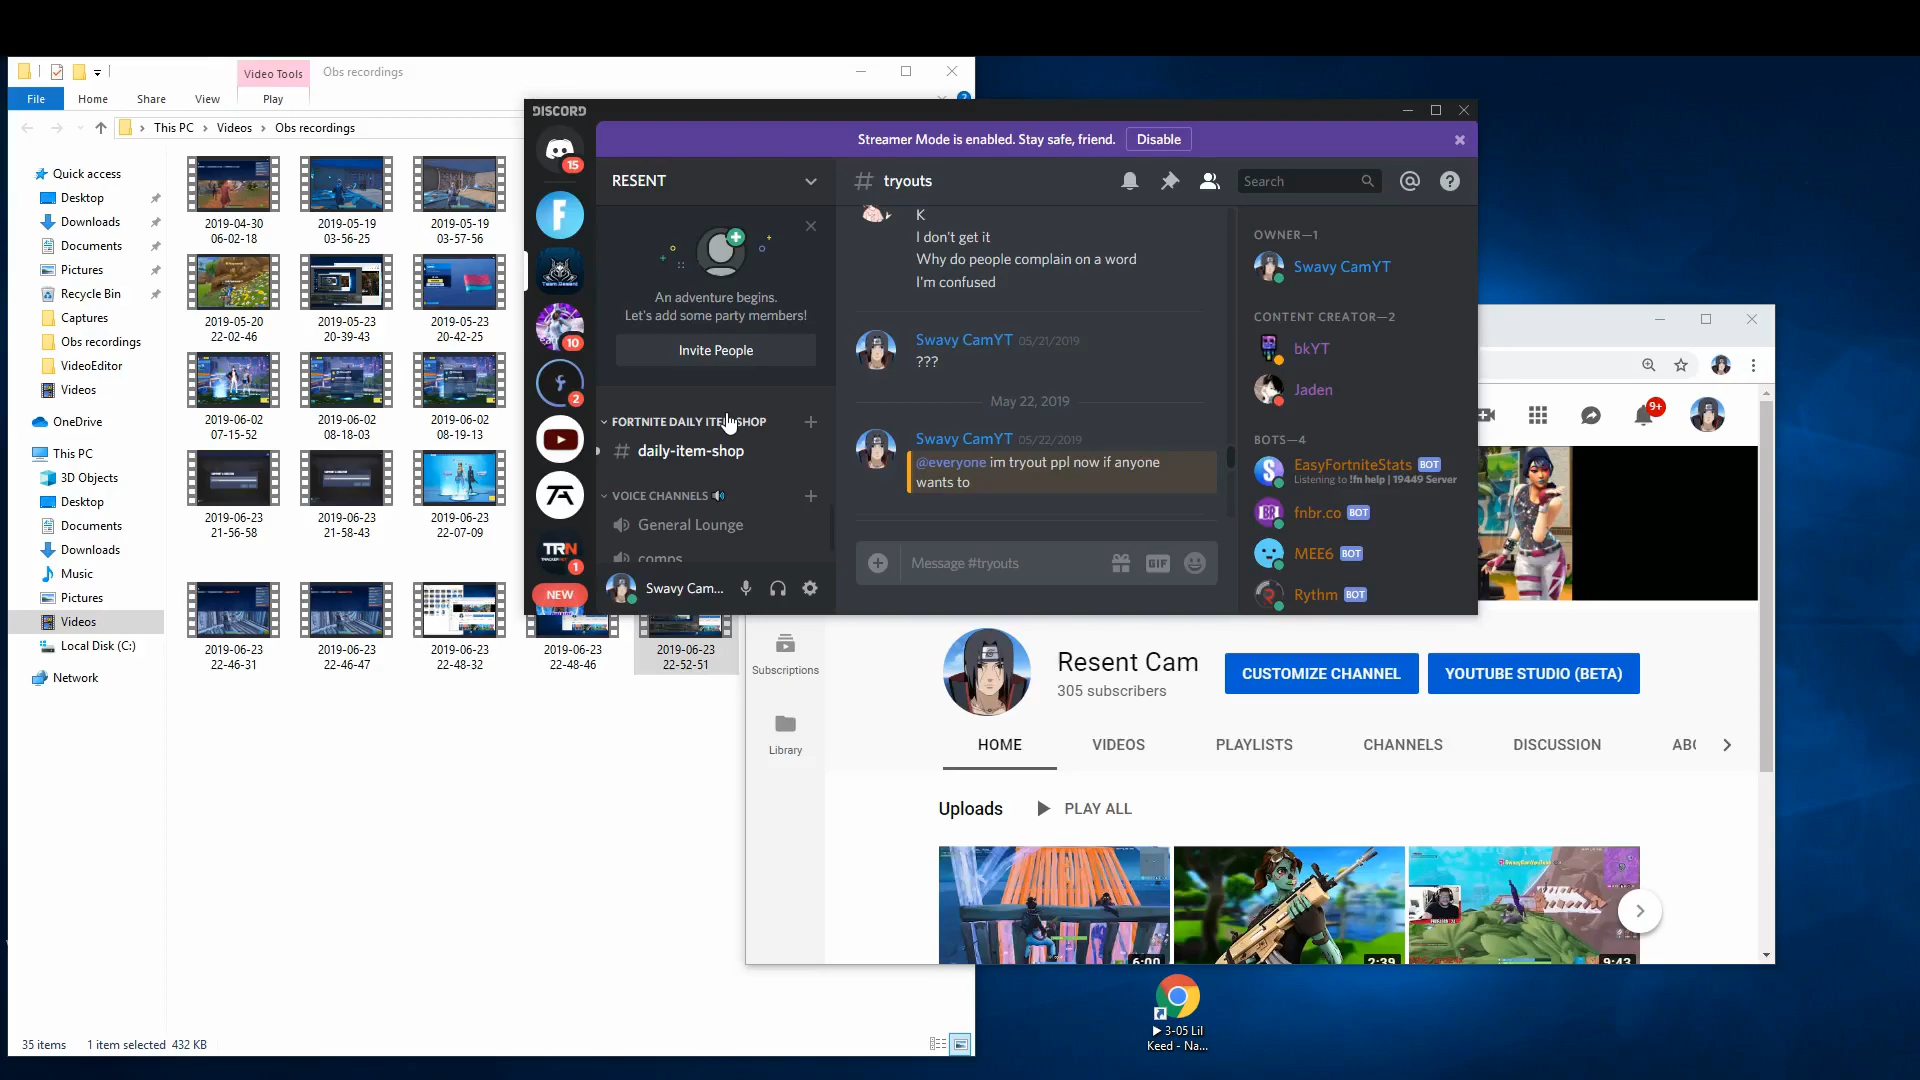 Video Tools
Obs recordings
File
Home
Share
View
Play
This PC
Videos
Obs recordings
Quick access
Desktop
Downloads
Documents
Pictures
Recycle Bin
Captures
Obs recordings
VideoEditor
Videos
OneDrive
This PC
3D Objects
Desktop
Documents
Downloads
Music
Pictures
Videos
Local Disk (C:)
Network
2019-04-30
06-02-18
2019-05-19
03-56-25
2019-05-19
03-57-56
2019-05-20
22-02-46
2019-05-23
20-39-43
2019-05-23
20-42-25
2019-06-02
07-15-52
2019-06-02
08-18-03
2019-06-02
08-19-13
2019-06-23
21-56-58
2019-06-23
21-58-43
2019-06-23
22-07-09
2019-06-23
22-46-31
2019-06-23
22-46-47
2019-06-23
22-48-32
2019-06-23
22-48-46
2019-06-23
22-52-51
35 items
1 item selected 432 KB
DISCORD
Streamer Mode is enabled. Stay safe, friend.
Disable
15
10
2
TRN
1
NEW
RESENT
An adventure begins.
Let's add some party members!
Invite People
FORTNITE DAILY ITEM SHOP
daily-item-shop
VOICE CHANNELS
General Lounge
comps
Swavy Cam...
# tryouts
Search
K
I don't get it
Why do people complain on a word
I'm confused
Swavy CamYT 05/21/2019
???
May 22, 2019
Swavy CamYT 05/22/2019
@everyone im tryout ppl now if anyone
wants to
Message #tryouts
GIF
OWNER—1
Swavy CamYT
CONTENT CREATOR—2
bkYT
Jaden
BOTS—4
EasyFortniteStats BOT
Listening to !fn help | 19449 Server
fnbr.co BOT
MEE6 BOT
Rythm BOT
9+
Subscriptions
Library
Resent Cam
305 subscribers
CUSTOMIZE CHANNEL
YOUTUBE STUDIO (BETA)
HOME
VIDEOS
PLAYLISTS
CHANNELS
DISCUSSION
Uploads
PLAY ALL
6:00
2:39
9:43
3-05 Lil
Keed - Na...